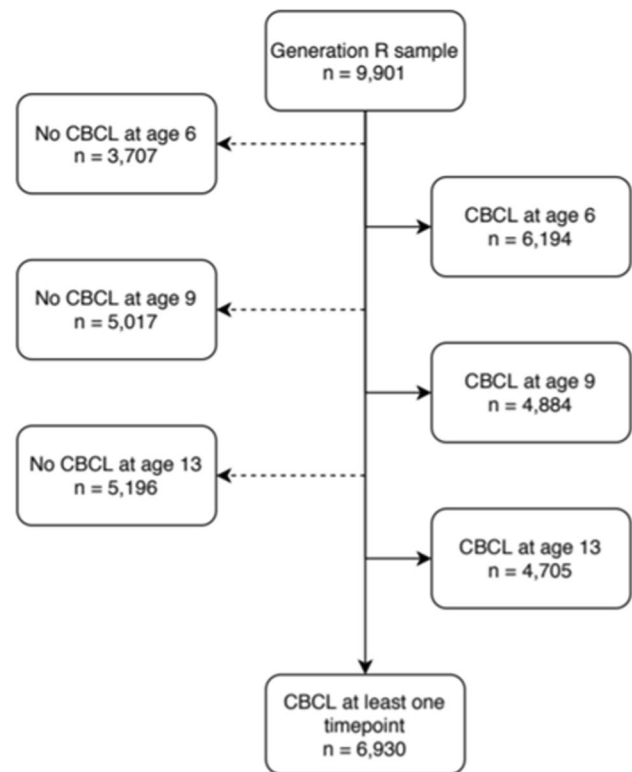 Generation R sample
n = 9,901
No CBCL at age 6
n = 3,707
CBCL at age 6
n = 6,194
No CBCL at age 9
n = 5,017
CBCL at age 9
n = 4,884
No CBCL at age 13
n = 5,196
CBCL at age 13
n = 4,705
CBCL at least one
timepoint
n = 6,930